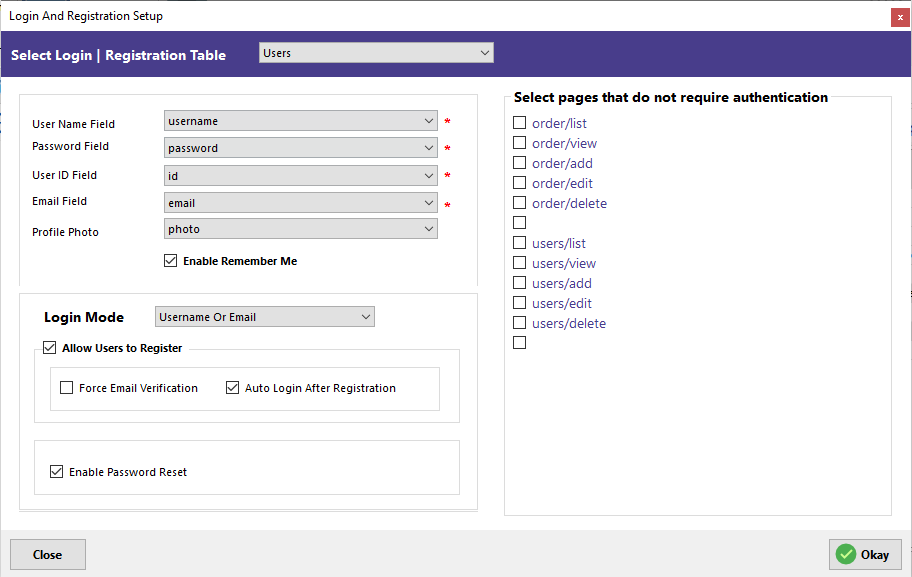 Login And Registration Setup
x
Select Login | Registration Table
Users
User Name Field
username
*
Password Field
password
*
User ID Field
id
*
Email Field
email
*
Profile Photo
photo
Enable Remember Me
Login Mode
Username Or Email
Allow Users to Register
Force Email Verification
Auto Login After Registration
Enable Password Reset
Select pages that do not require authentication
order/list
order/view
order/add
order/edit
order/delete
users/list
users/view
users/add
users/edit
users/delete
Close
Okay